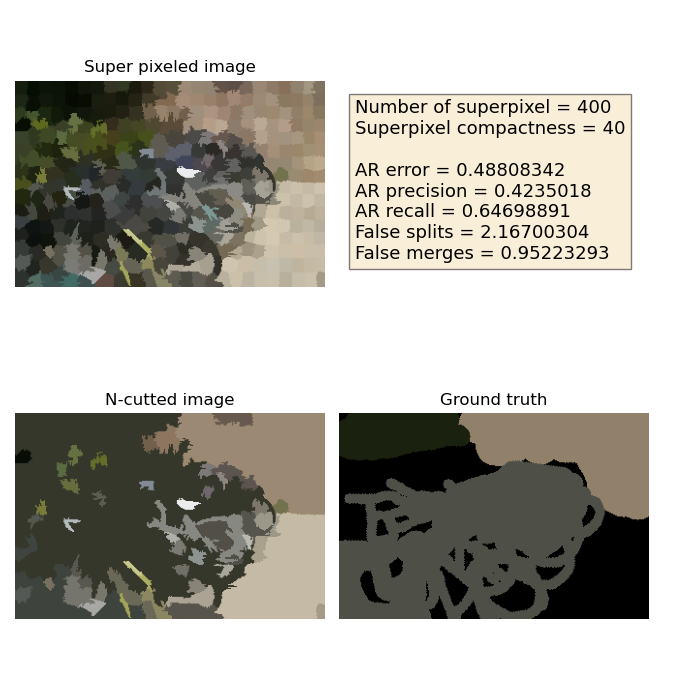 Super pixeled image
Number of superpixel = 400
Superpixel compactness = 40
AR error = 0.48808342
AR precision = 0.4235018
AR recall = 0.64698891
False splits = 2.16700304
False merges = 0.95223293
N-cutted image
Ground truth